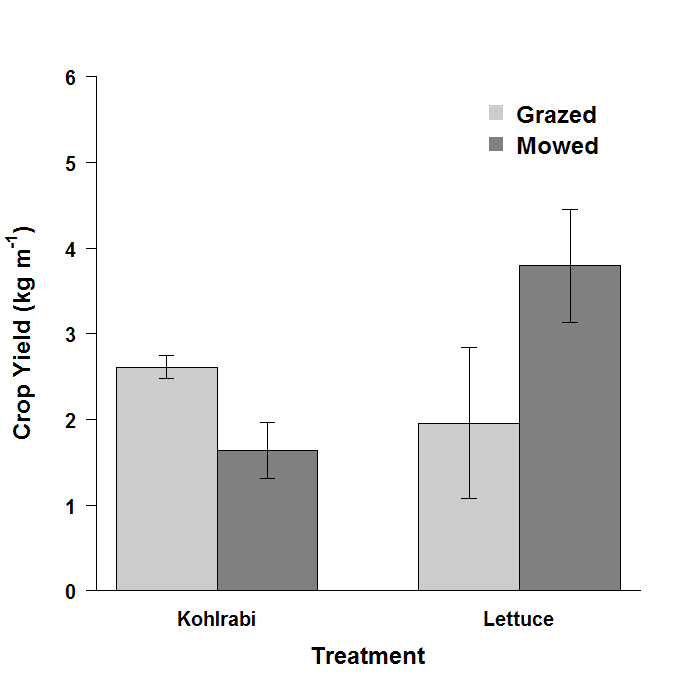 6
5
4
3
2
1
0
Crop Yield (kg m-1)
Grazed
Mowed
Kohlrabi
Lettuce
Treatment